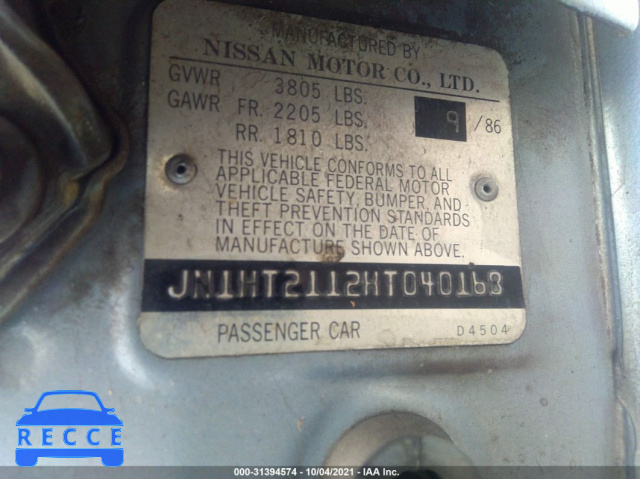 MANUFACTURED BY
NISSAN MOTOR CO., LTD.
GVWR 3805 LBS.
GAWR FR. 2205 LBS. 9 /86
RR. 1810 LBS.
THIS VEHICLE CONFORMS TO ALL
APPLICABLE FEDERAL MOTOR
VEHICLE SAFETY, BUMPER, AND
THEFT PREVENTION STANDARDS
IN EFFECT ON THE DATE OF
MANUFACTURE SHOWN ABOVE.
JN1HT2112HT040168
PASSENGER CAR D4504
RECCE
000-31394574 - 10/04/2021 - IAA Inc.